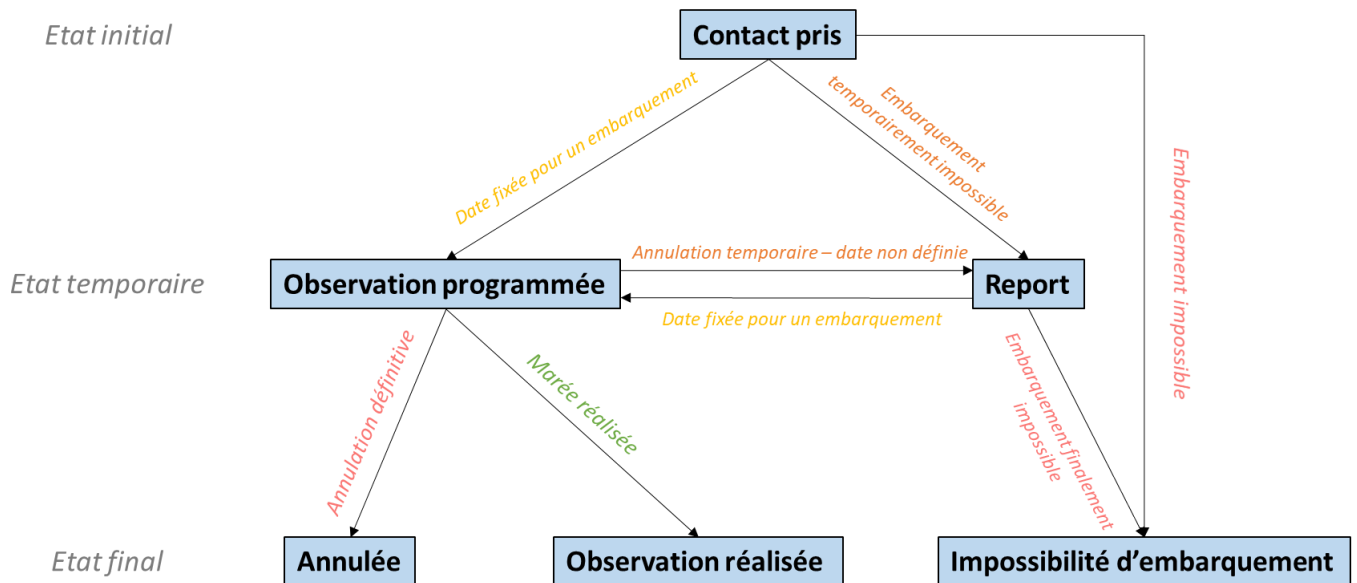 Etat initial
Contact pris
Date fixée pour un embarquement
Embarquement
temporairement impossible
Embarquement impossible
Etat temporaire
Observation programmée
Annulation temporaire – date non définie
Date fixée pour un embarquement
Report
Annulation définitive
Marée réalisée
Embarquement finalement
impossible
Etat final
Annulée
Observation réalisée
Impossibilité d'embarquement